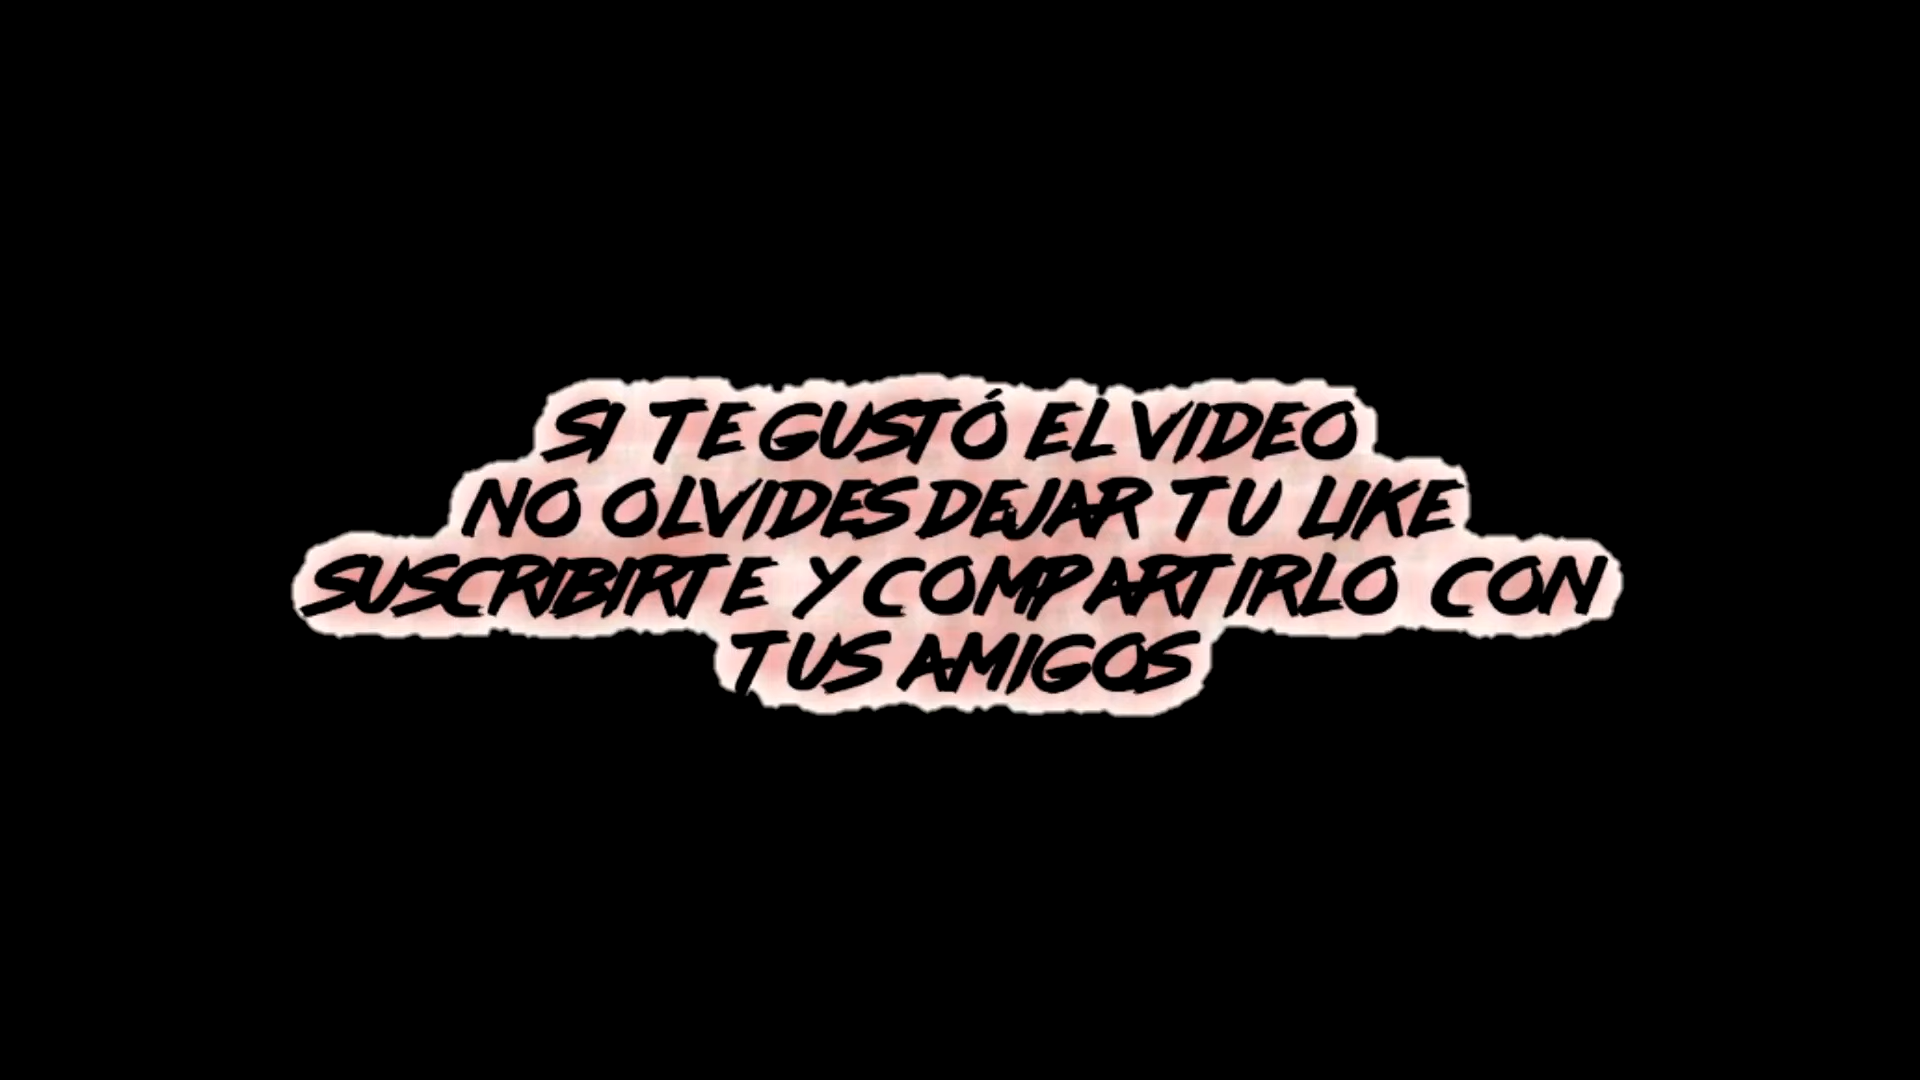 SI TE GUSTÓ EL VIDEO
NO OLVIDES DEJAR TU LIKE
SUSCRIBIRTE Y COMPARTIRLO CON
TUS AMIGOS